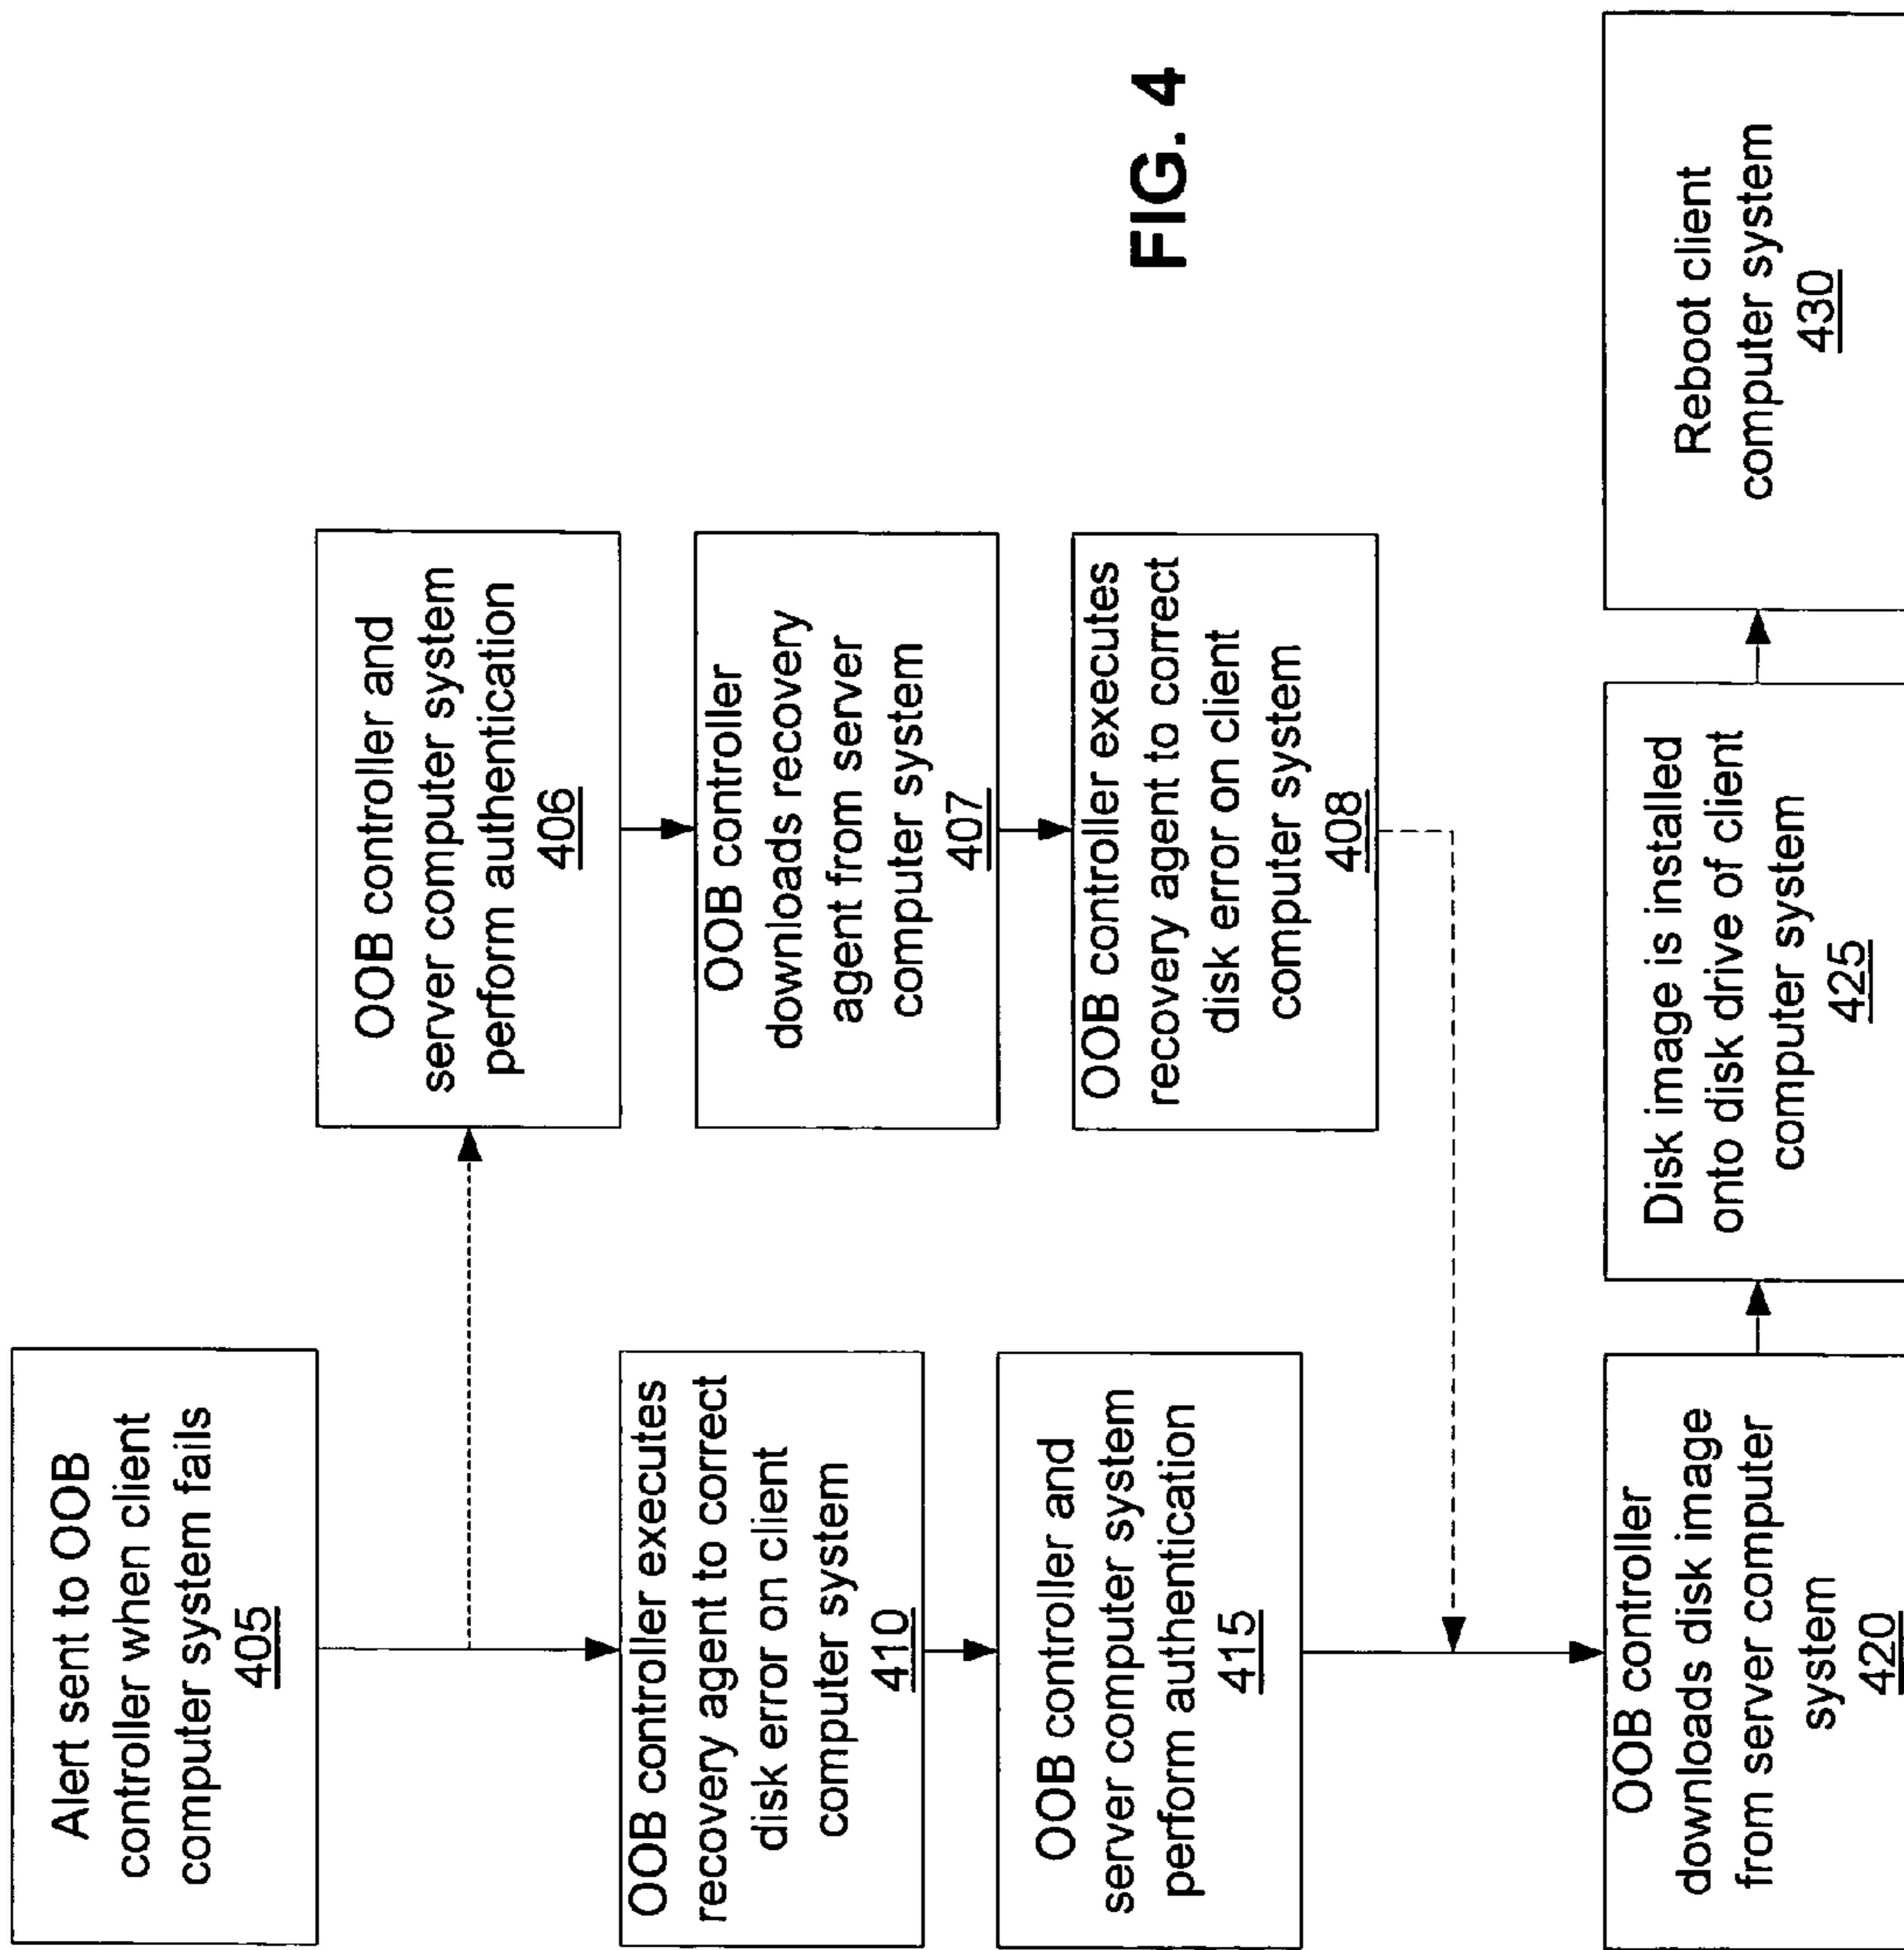 Alert sent to OOB
controller when client
computer system fails
405
OOB controller and
server computer system
perform authentication
406
OOB controller
downloads recovery
agent from server
computer system
407
OOB controller executes
recovery agent to correct
disk error on client
computer system
408
OOB controller executes
recovery agent to correct
disk error on client
computer system
410
OOB controller and
server computer system
perform authentication
415
OOB controller
downloads disk image
from server computer
system
420
Disk image is installed
onto disk drive of client
computer system
425
Reboot client
computer system
430
FIG. 4